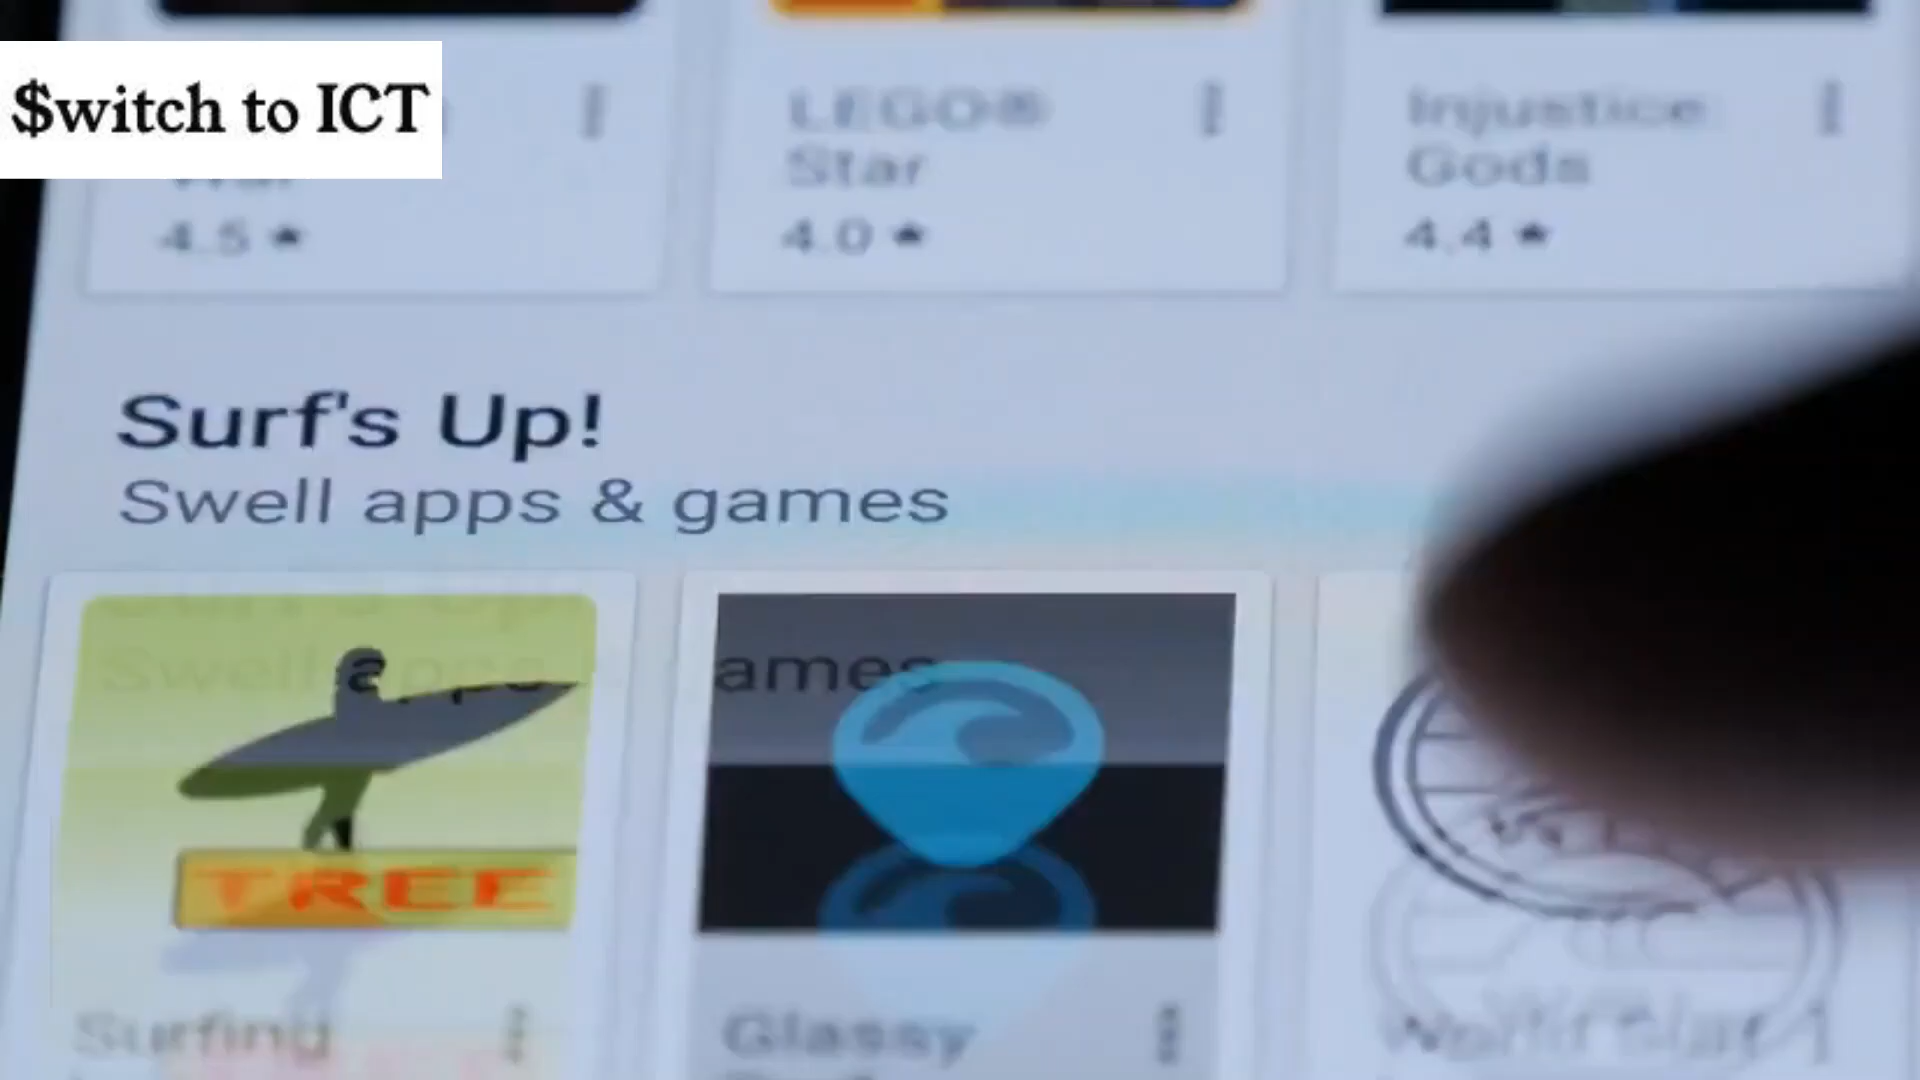 $witch to ICT
LEGO®
Star
Injustice
Gods
4.5 ★
4.0 ★
4.4 ★
Surf's Up!
Swell apps & games
TREE
Surfing
Glassy